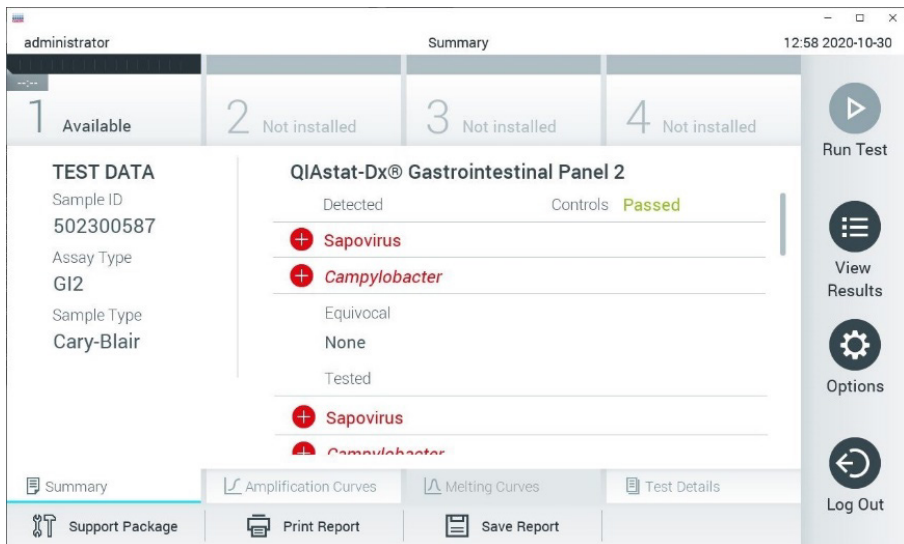 administrator Summary 12:58 2020-10-30
--:--
1 Available 2 Not installed 3 Not installed 4 Not installed
Run Test
TEST DATA
Sample ID
502300587
Assay Type
GI2
Sample Type
Cary-Blair
QIAstat-Dx® Gastrointestinal Panel 2
Detected Controls Passed
Sapovirus
Campylobacter
Equivocal
None
Tested
Sapovirus
Campylobacter
View
Results
Options
Log Out
Summary Amplification Curves Melting Curves Test Details
Support Package Print Report Save Report